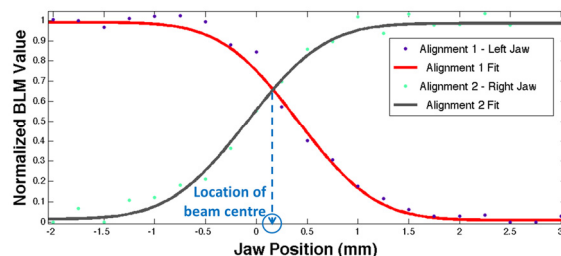 Normalized BLM Value
1
0.9
0.8
0.7
0.6
0.5
0.4
0.3
0.2
0.1
0
Alignment 1 - Left Jaw
Alignment 1 Fit
Alignment 2 - Right Jaw
Alignment 2 Fit
Location of
beam centre
-2 -1.5 -1 -0.5 0 0.5 1 1.5 2 2.5 3
Jaw Position (mm)